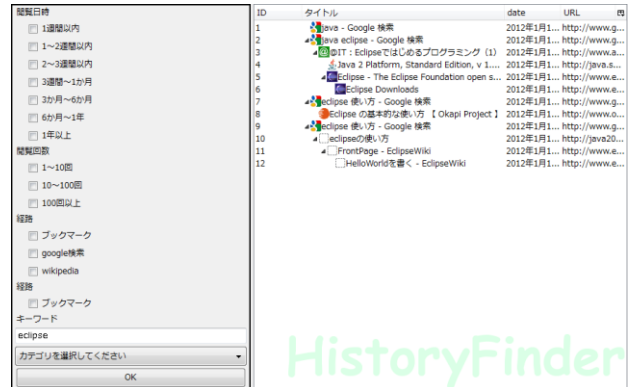 閲覧日時
1週間以内
1～2週間以内
2～3週間以内
3週間～1か月
3か月～6か月
6か月～1年
1年以上
閲覧回数
1～10回
10～100回
100回以上
経路
ブックマーク
google検索
wikipedia
経路
ブックマーク
キーワード
eclipse
カテゴリを選択してください
OK
ID タイトル date URL
1 java - Google 検索 2012年1月1... http://www.g...
2 java eclipse - Google 検索 2012年1月1... http://www.g...
3 @IT：Eclipseではじめるプログラミング（1） 2012年1月1... http://www.a...
4 Java 2 Platform, Standard Edition, v 1.... 2012年1月1... http://java.s...
5 Eclipse - The Eclipse Foundation open s... 2012年1月1... http://www.e...
6 Eclipse Downloads 2012年1月1... http://www.e...
7 eclipse 使い方 - Google 検索 2012年1月1... http://www.g...
8 Eclipse の基本的な使い方 【 Okapi Project 】 2012年1月1... http://www.o...
9 eclipse 使い方 - Google 検索 2012年1月1... http://www.g...
10 eclipseの使い方 2012年1月1... http://java20...
11 FrontPage - EclipseWiki 2012年1月1... http://www.e...
12 HelloWorldを書く - EclipseWiki 2012年1月1... http://www.e...
HistoryFinder